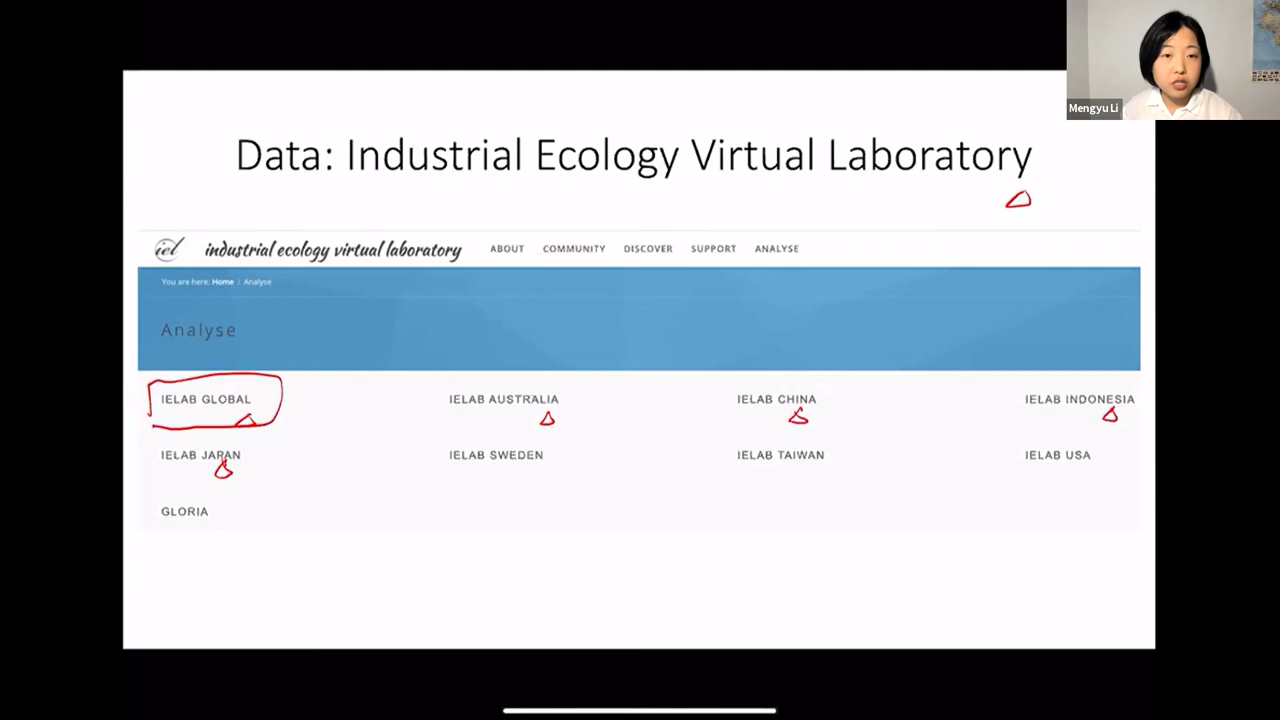 Mengyu Li
Data: Industrial Ecology Virtual Laboratory
iel industrial ecology virtual laboratory ABOUT COMMUNITY DISCOVER SUPPORT ANALYSE
You are here: Home / Analyse
Analyse
IELAB GLOBAL IELAB AUSTRALIA IELAB CHINA IELAB INDONESIA
IELAB JAPAN IELAB SWEDEN IELAB TAIWAN IELAB USA
GLORIA